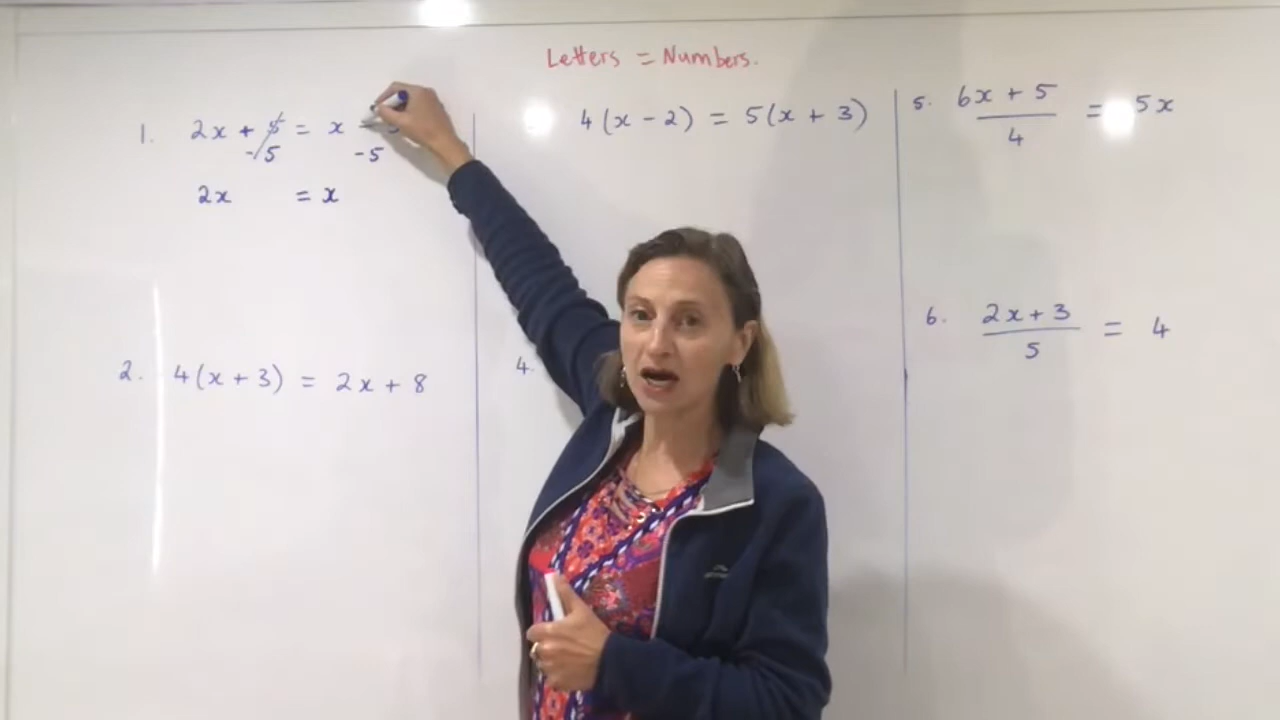 Letters = Numbers.
1. 2x + 5 = x -
-5 -5
2x = x
2. 4(x + 3) = 2x + 8
4(x - 2) = 5(x + 3)
4.
5. 6x + 5 = 5x
4
6. 2x + 3 = 4
5